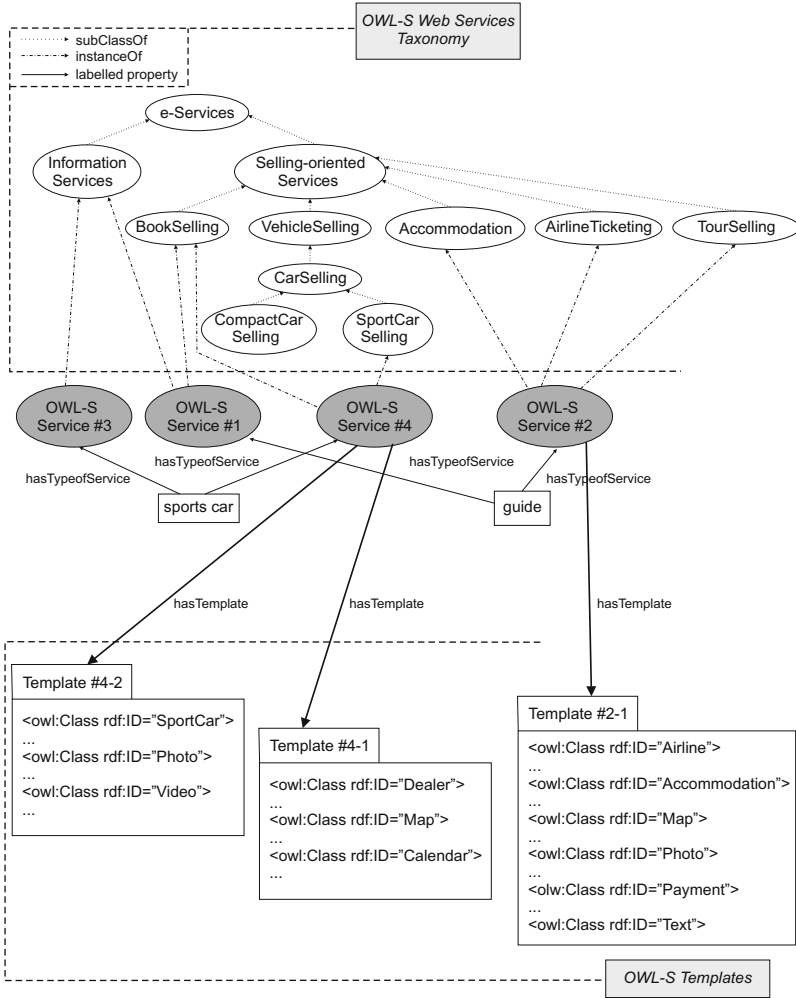 OWL-S Web Services
Taxonomy
subClassOf
instanceOf
labelled property
e-Services
Information
Services
Selling-oriented
Services
BookSelling
VehicleSelling
Accommodation
AirlineTicketing
TourSelling
CarSelling
CompactCar
Selling
SportCar
Selling
OWL-S
Service #3
OWL-S
Service #1
OWL-S
Service #4
OWL-S
Service #2
hasTypeofService
hasTypeofService
hasTypeofService
hasTypeofService
sports car
guide
hasTemplate
hasTemplate
hasTemplate
Template #4-2
<owl:Class rdf:ID="SportCar">
...
<owl:Class rdf:ID="Photo">
...
<owl:Class rdf:ID="Video">
...
Template #4-1
<owl:Class rdf:ID="Dealer">
...
<owl:Class rdf:ID="Map">
...
<owl:Class rdf:ID="Calendar">
...
Template #2-1
<owl:Class rdf:ID="Airline">
...
<owl:Class rdf:ID="Accommodation">
...
<owl:Class rdf:ID="Map">
...
<owl:Class rdf:ID="Photo">
...
<olw:Class rdf:ID="Payment">
...
<owl:Class rdf:ID="Text">
OWL-S Templates